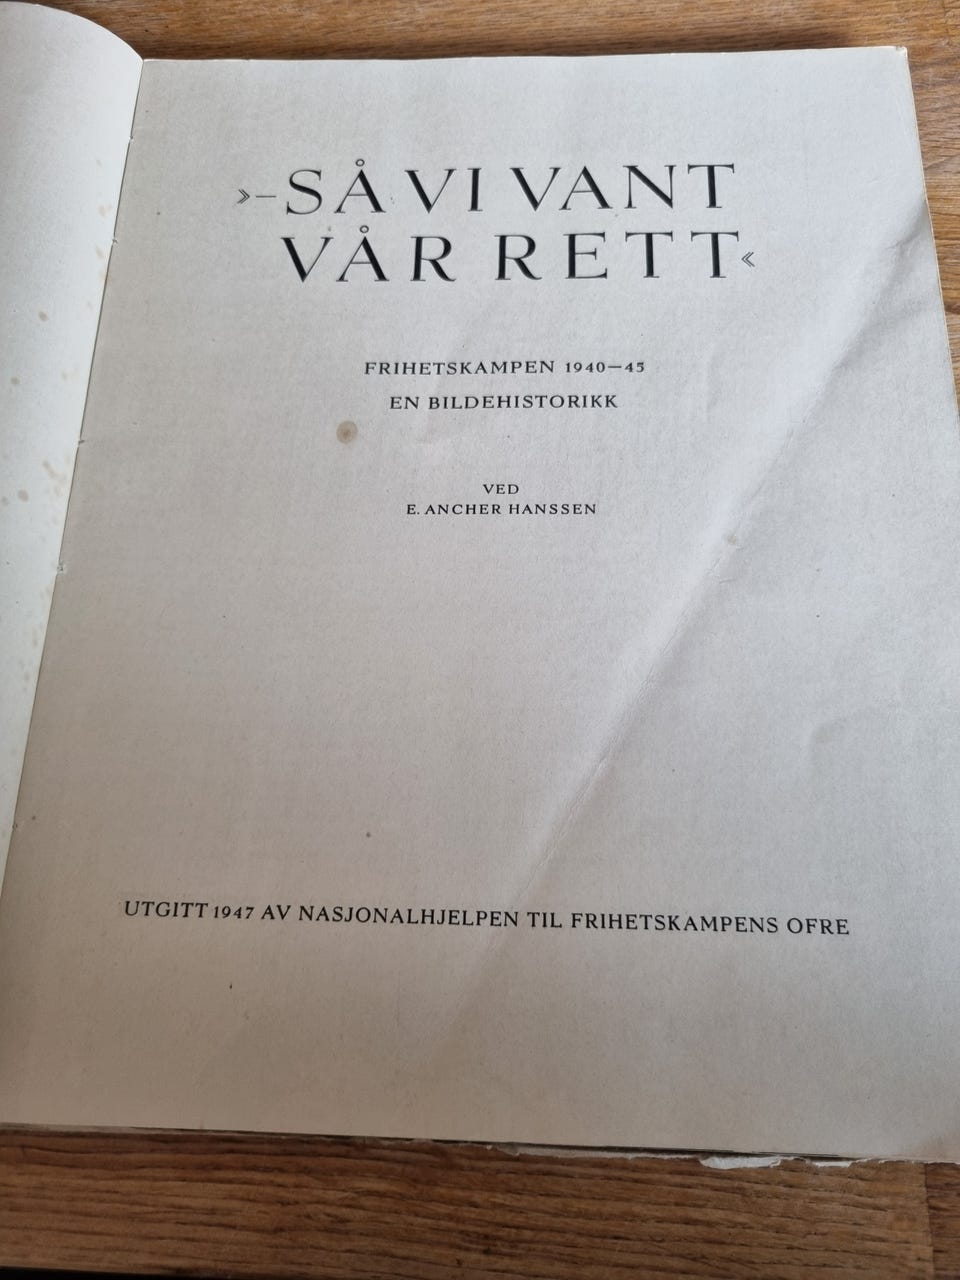 »–SÅ VI VANT
VÅR RETT«
FRIHETSKAMPEN 1940–45
EN BILDEHISTORIKK
VED
E. ANCHER HANSSEN
UTGITT 1947 AV NASJONALHJELPEN TIL FRIHETSKAMPENS OFRE